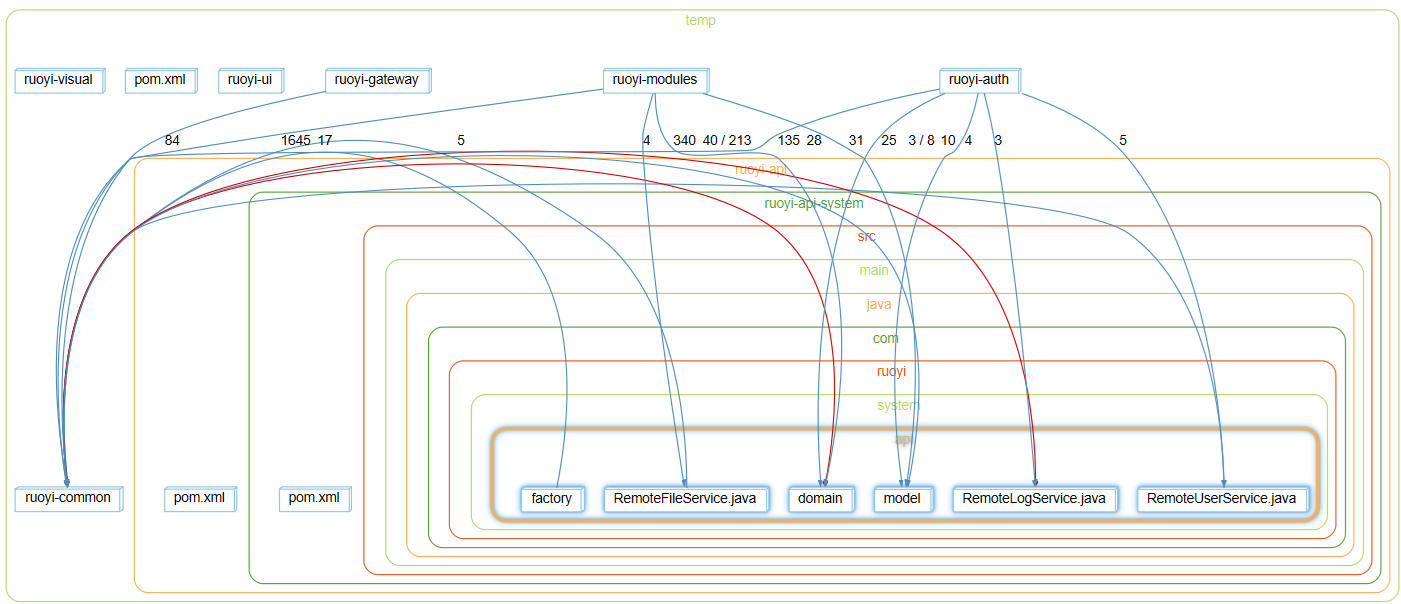 temp
ruoyi-visual
pom.xml
ruoyi-ui
ruoyi-gateway
ruoyi-modules
ruoyi-auth
84
1645
17
5
4
340
40 / 213
135
28
31
25
3 / 8
10
4
3
5
ruoyi-api
ruoyi-api-system
src
main
java
com
ruoyi
system
api
ruoyi-common
pom.xml
pom.xml
factory
RemoteFileService.java
domain
model
RemoteLogService.java
RemoteUserService.java